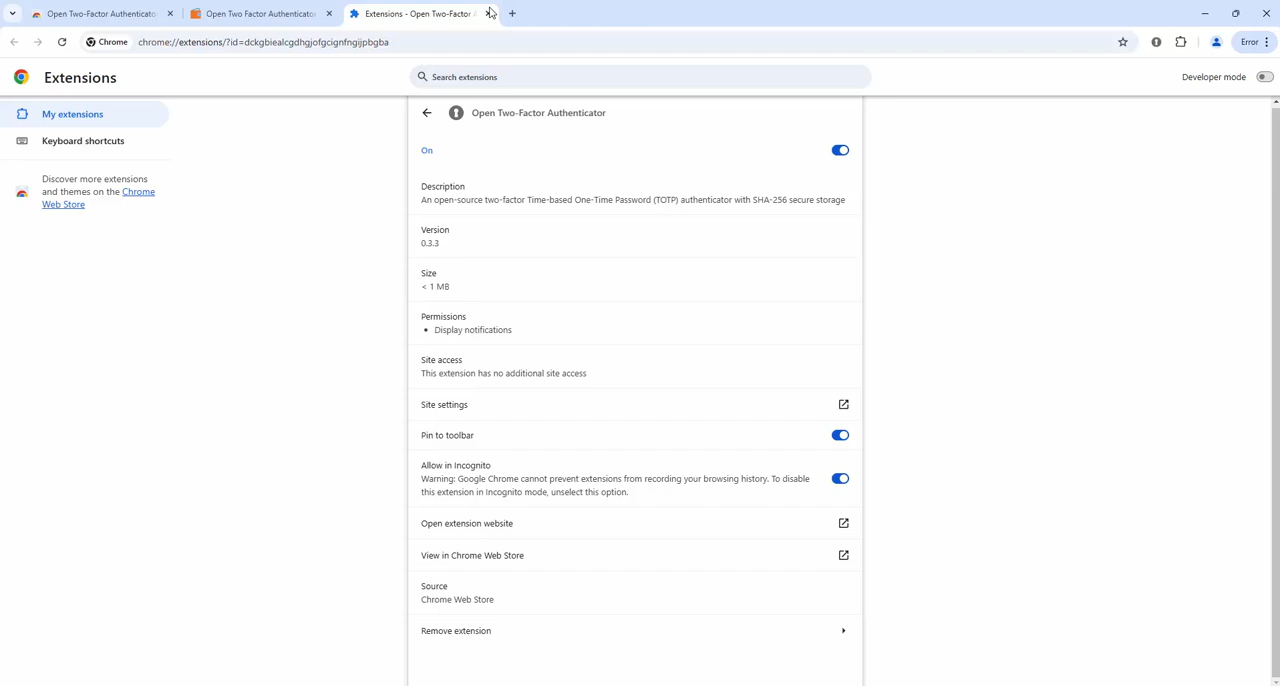 Open Two-Factor Authenticator
Open Two Factor Authenticator
Extensions - Open Two-Factor A
Chrome
chrome://extensions/?id=dckgbiealcgdhgjofgcignfngijpbgba
Error
Extensions
Search extensions
Developer mode
My extensions
Keyboard shortcuts
Discover more extensions
and themes on the Chrome
Web Store
Open Two-Factor Authenticator
On
Description
An open-source two-factor Time-based One-Time Password (TOTP) authenticator with SHA-256 secure storage
Version
0.3.3
Size
< 1 MB
Permissions
• Display notifications
Site access
This extension has no additional site access
Site settings
Pin to toolbar
Allow in Incognito
Warning: Google Chrome cannot prevent extensions from recording your browsing history. To disable
this extension in Incognito mode, unselect this option.
Open extension website
View in Chrome Web Store
Source
Chrome Web Store
Remove extension